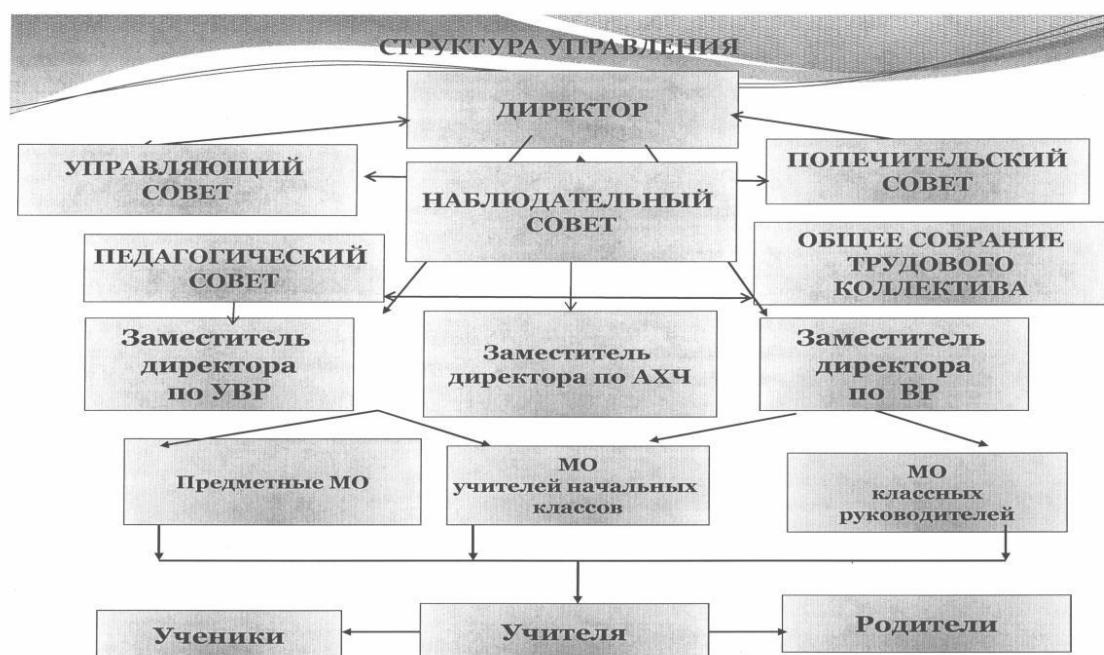 СТРУКТУРА УПРАВЛЕНИЯ
ДИРЕКТОР
УПРАВЛЯЮЩИЙ
СОВЕТ
НАБЛЮДАТЕЛЬНЫЙ
СОВЕТ
ПОПЕЧИТЕЛЬСКИЙ
СОВЕТ
ПЕДАГОГИЧЕСКИЙ
СОВЕТ
ОБЩЕЕ СОБРАНИЕ
ТРУДОВОГО
КОЛЛЕКТИВА
Заместитель
директора
по УВР
Заместитель
директора по АХЧ
Заместитель
директора
по ВР
Предметные МО
МО
учителей начальных
классов
МО
классных
руководителей
Ученики
Учителя
Родители